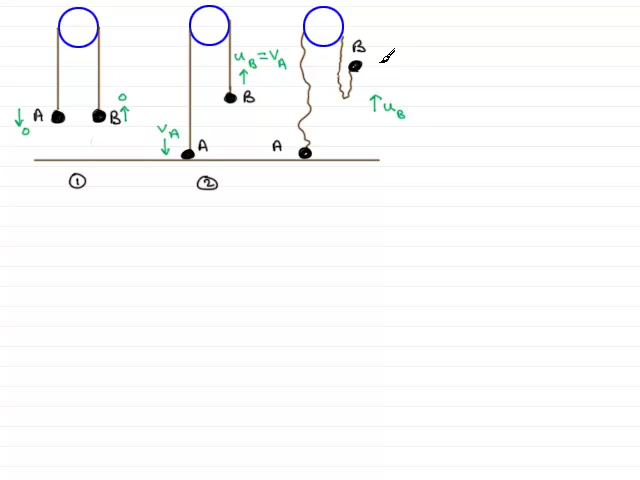 A B
↓0 0↑
①
u_B = v_A
↑ B
v_A
↓ A
②
B
↑u_B
A